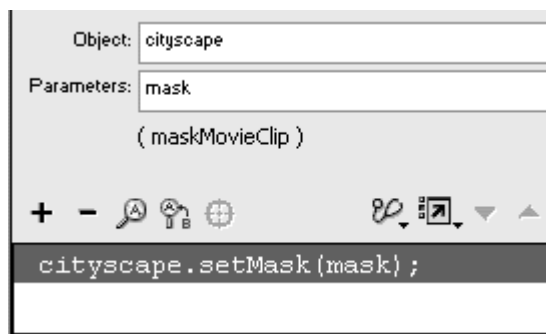 Object: cityscape
Parameters: mask
( maskMovieClip )
cityscape.setMask(mask);